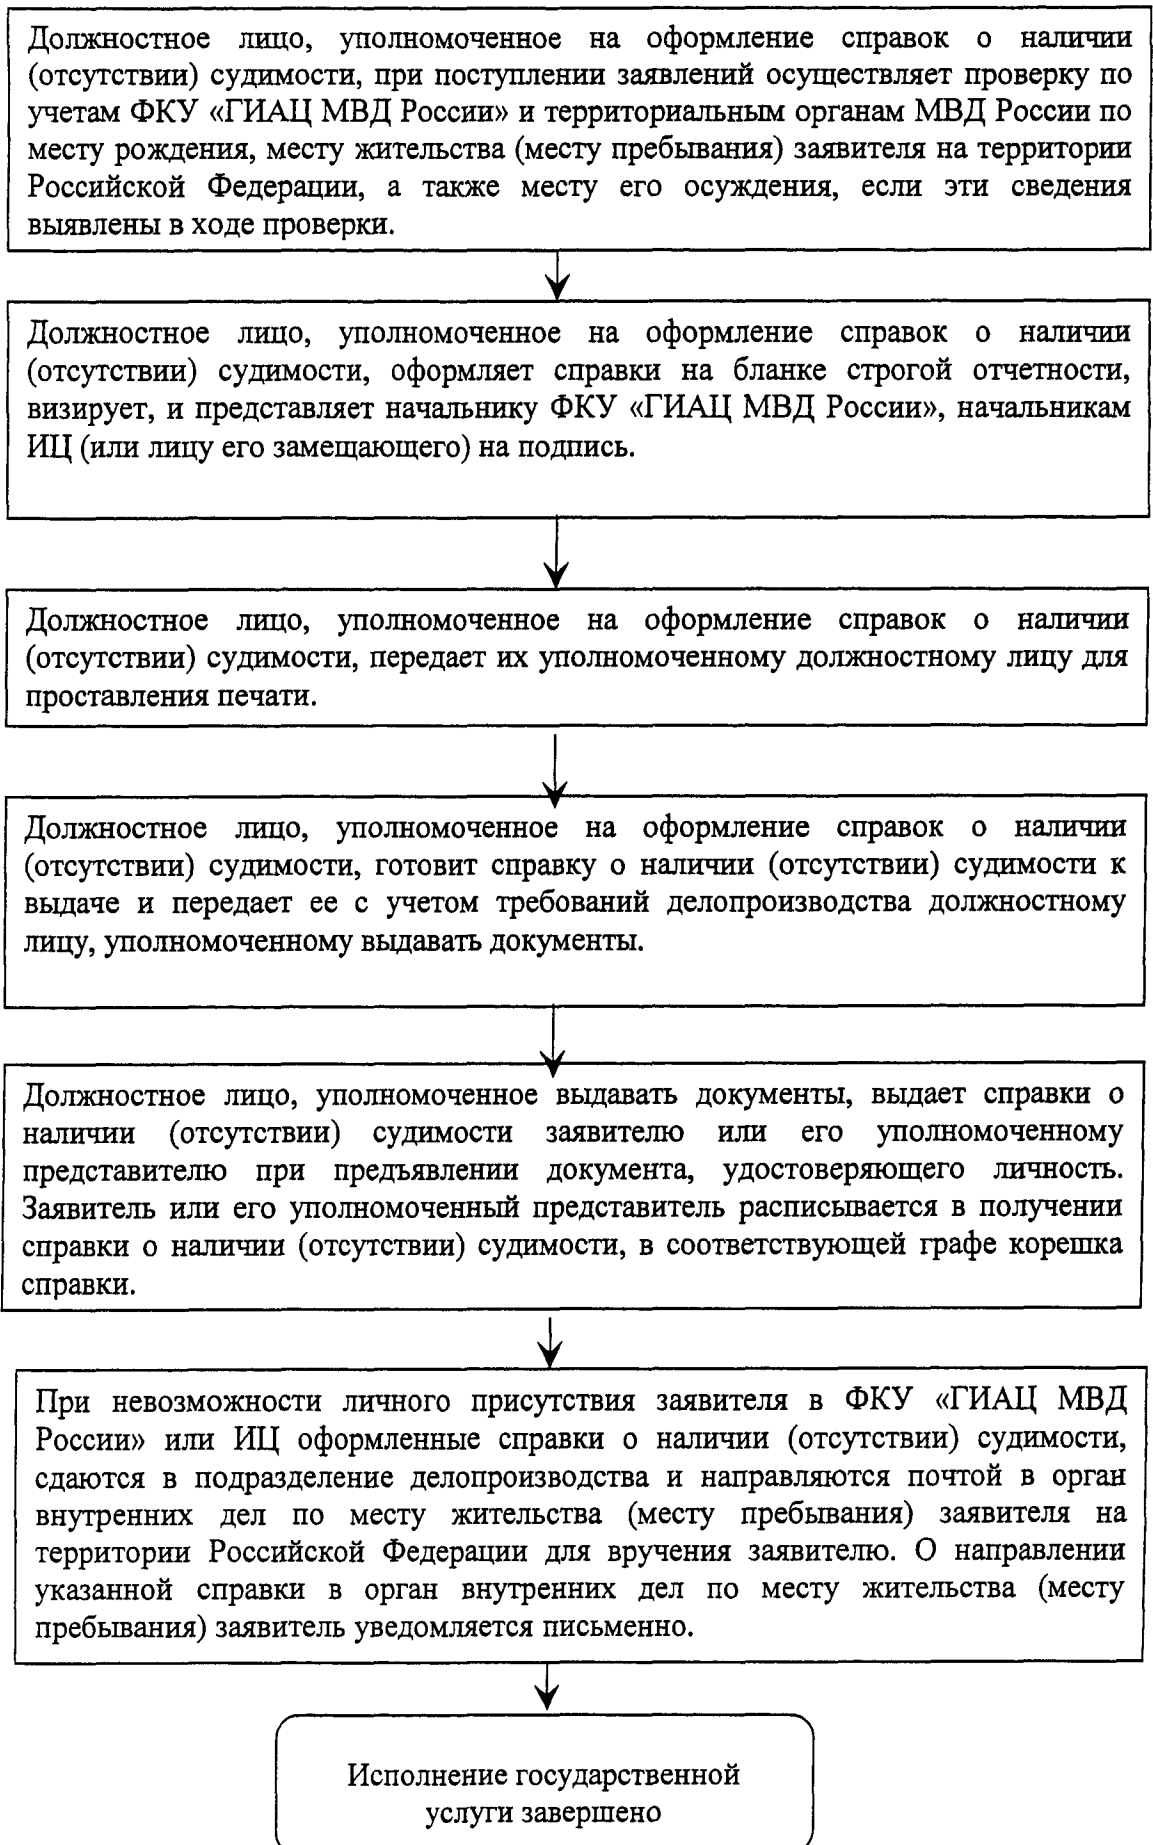 Должностное лицо, уполномоченное на оформление справок о наличии
(отсутствии) судимости, при поступлении заявлений осуществляет проверку по
учетам ФКУ «ГИАЦ МВД России» и территориальным органам МВД России по
месту рождения, месту жительства (месту пребывания) заявителя на территории
Российской Федерации, а также месту его осуждения, если эти сведения
выявлены в ходе проверки.
Должностное лицо, уполномоченное на оформление справок о наличии
(отсутствии) судимости, оформляет справки на бланке строгой отчетности,
визирует, и представляет начальнику ФКУ «ГИАЦ МВД России», начальникам
ИЦ (или лицу его замещающего) на подпись.
Должностное лицо, уполномоченное на оформление справок о наличии
(отсутствии) судимости, передает их уполномоченному должностному лицу для
проставления печати.
Должностное лицо, уполномоченное на оформление справок о наличии
(отсутствии) судимости, готовит справку о наличии (отсутствии) судимости к
выдаче и передает ее с учетом требований делопроизводства должностному
лицу, уполномоченному выдавать документы.
Должностное лицо, уполномоченное выдавать документы, выдает справки о
наличии (отсутствии) судимости заявителю или его уполномоченному
представителю при предъявлении документа, удостоверяющего личность.
Заявитель или его уполномоченный представитель расписывается в получении
справки о наличии (отсутствии) судимости, в соответствующей графе корешка
справки.
При невозможности личного присутствия заявителя в ФКУ «ГИАЦ МВД
России» или ИЦ оформленные справки о наличии (отсутствии) судимости,
сдаются в подразделение делопроизводства и направляются почтой в орган
внутренних дел по месту жительства (месту пребывания) заявителя на
территории Российской Федерации для вручения заявителю. О направлении
указанной справки в орган внутренних дел по месту жительства (месту
пребывания) заявитель уведомляется письменно.
Исполнение государственной
услуги завершено